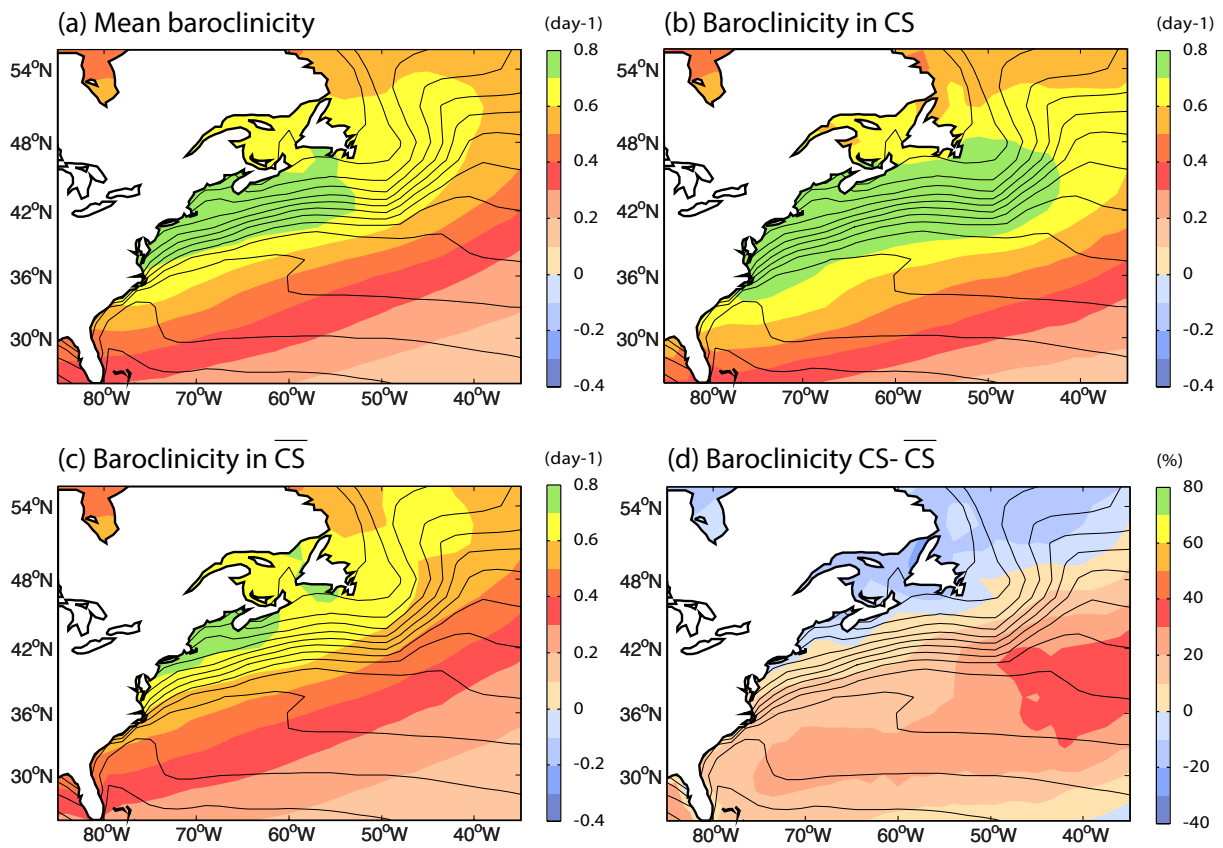 (a) Mean baroclinicity
(day-1)
0.8
0.6
0.4
0.2
0
-0.2
-0.4
54°N
48°N
42°N
36°N
30°N
80°W 70°W 60°W 50°W 40°W
(b) Baroclinicity in CS
(day-1)
0.8
0.6
0.4
0.2
0
-0.2
-0.4
54°N
48°N
42°N
36°N
30°N
80°W 70°W 60°W 50°W 40°W
(c) Baroclinicity in C̅S̅
(day-1)
0.8
0.6
0.4
0.2
0
-0.2
-0.4
54°N
48°N
42°N
36°N
30°N
80°W 70°W 60°W 50°W 40°W
(d) Baroclinicity CS- C̅S̅
(%)
80
60
40
20
0
-20
-40
54°N
48°N
42°N
36°N
30°N
80°W 70°W 60°W 50°W 40°W